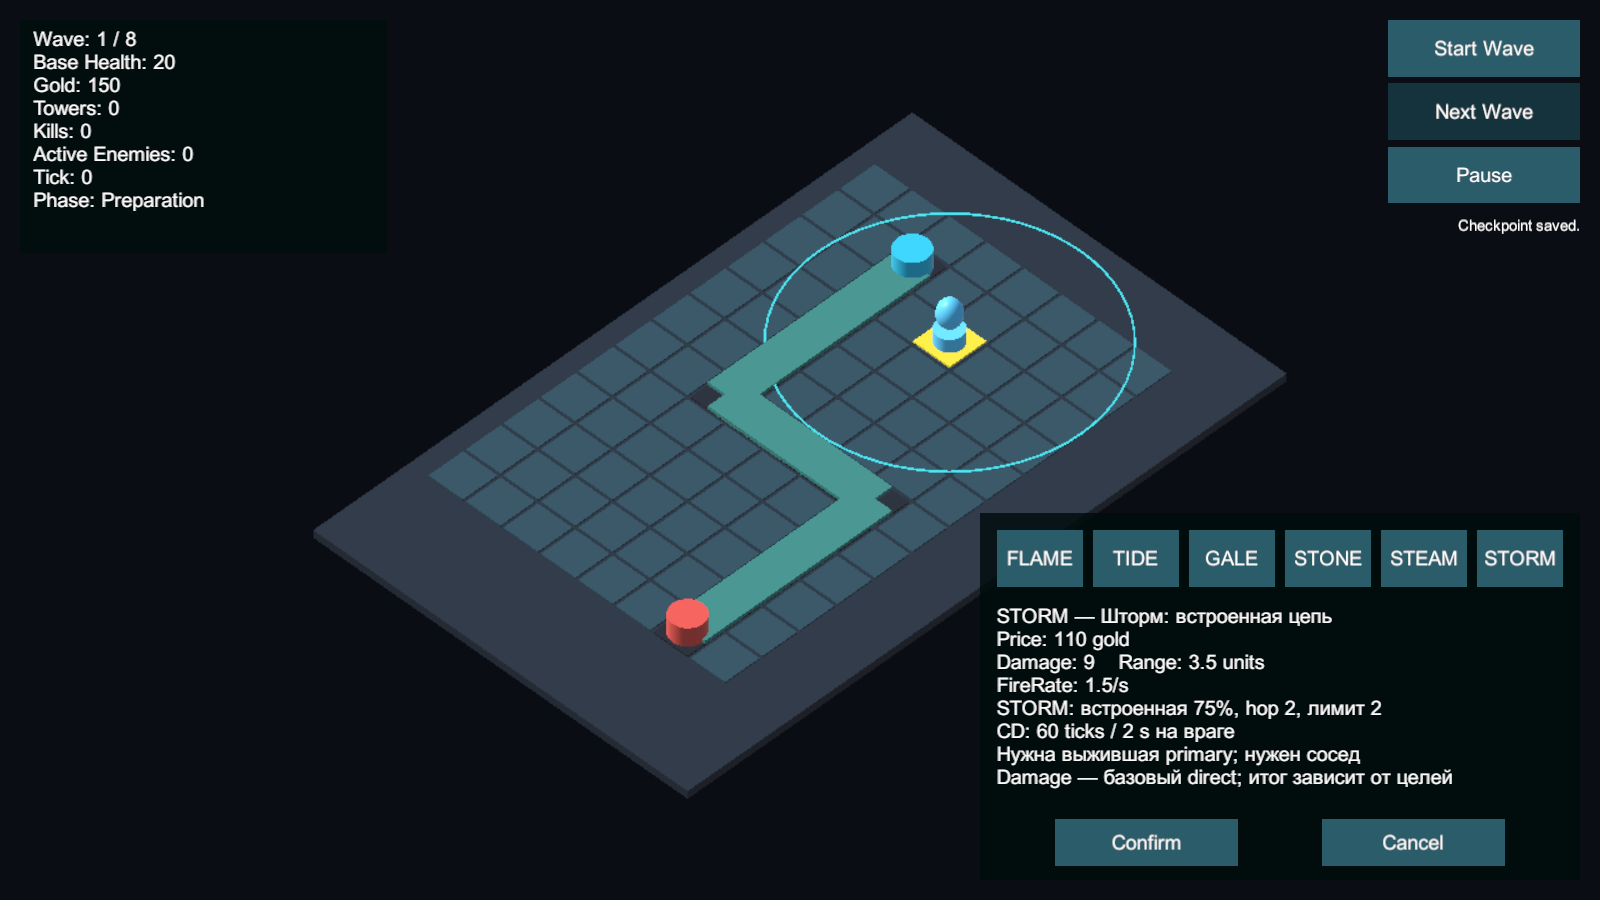 Wave: 1 / 8
Base Health: 20
Gold: 150
Towers: 0
Kills: 0
Active Enemies: 0
Tick: 0
Phase: Preparation
Start Wave
Next Wave
Pause
Checkpoint saved.
FLAME TIDE GALE STONE STEAM STORM
STORM — Шторм: встроенная цепь
Price: 110 gold
Damage: 9 Range: 3.5 units
FireRate: 1.5/s
STORM: встроенная 75%, hop 2, лимит 2
CD: 60 ticks / 2 s на враге
Нужна выжившая primary; нужен сосед
Damage — базовый direct; итог зависит от целей
Confirm Cancel